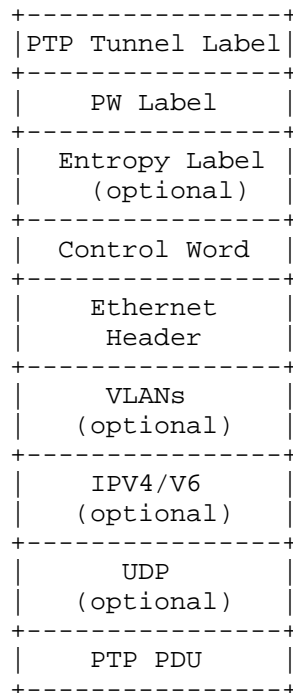 PTP Tunnel Label
PW Label
Entropy Label
(optional)
Control Word
Ethernet
Header
VLANs
(optional)
IPV4/V6
(optional)
UDP
(optional)
PTP PDU